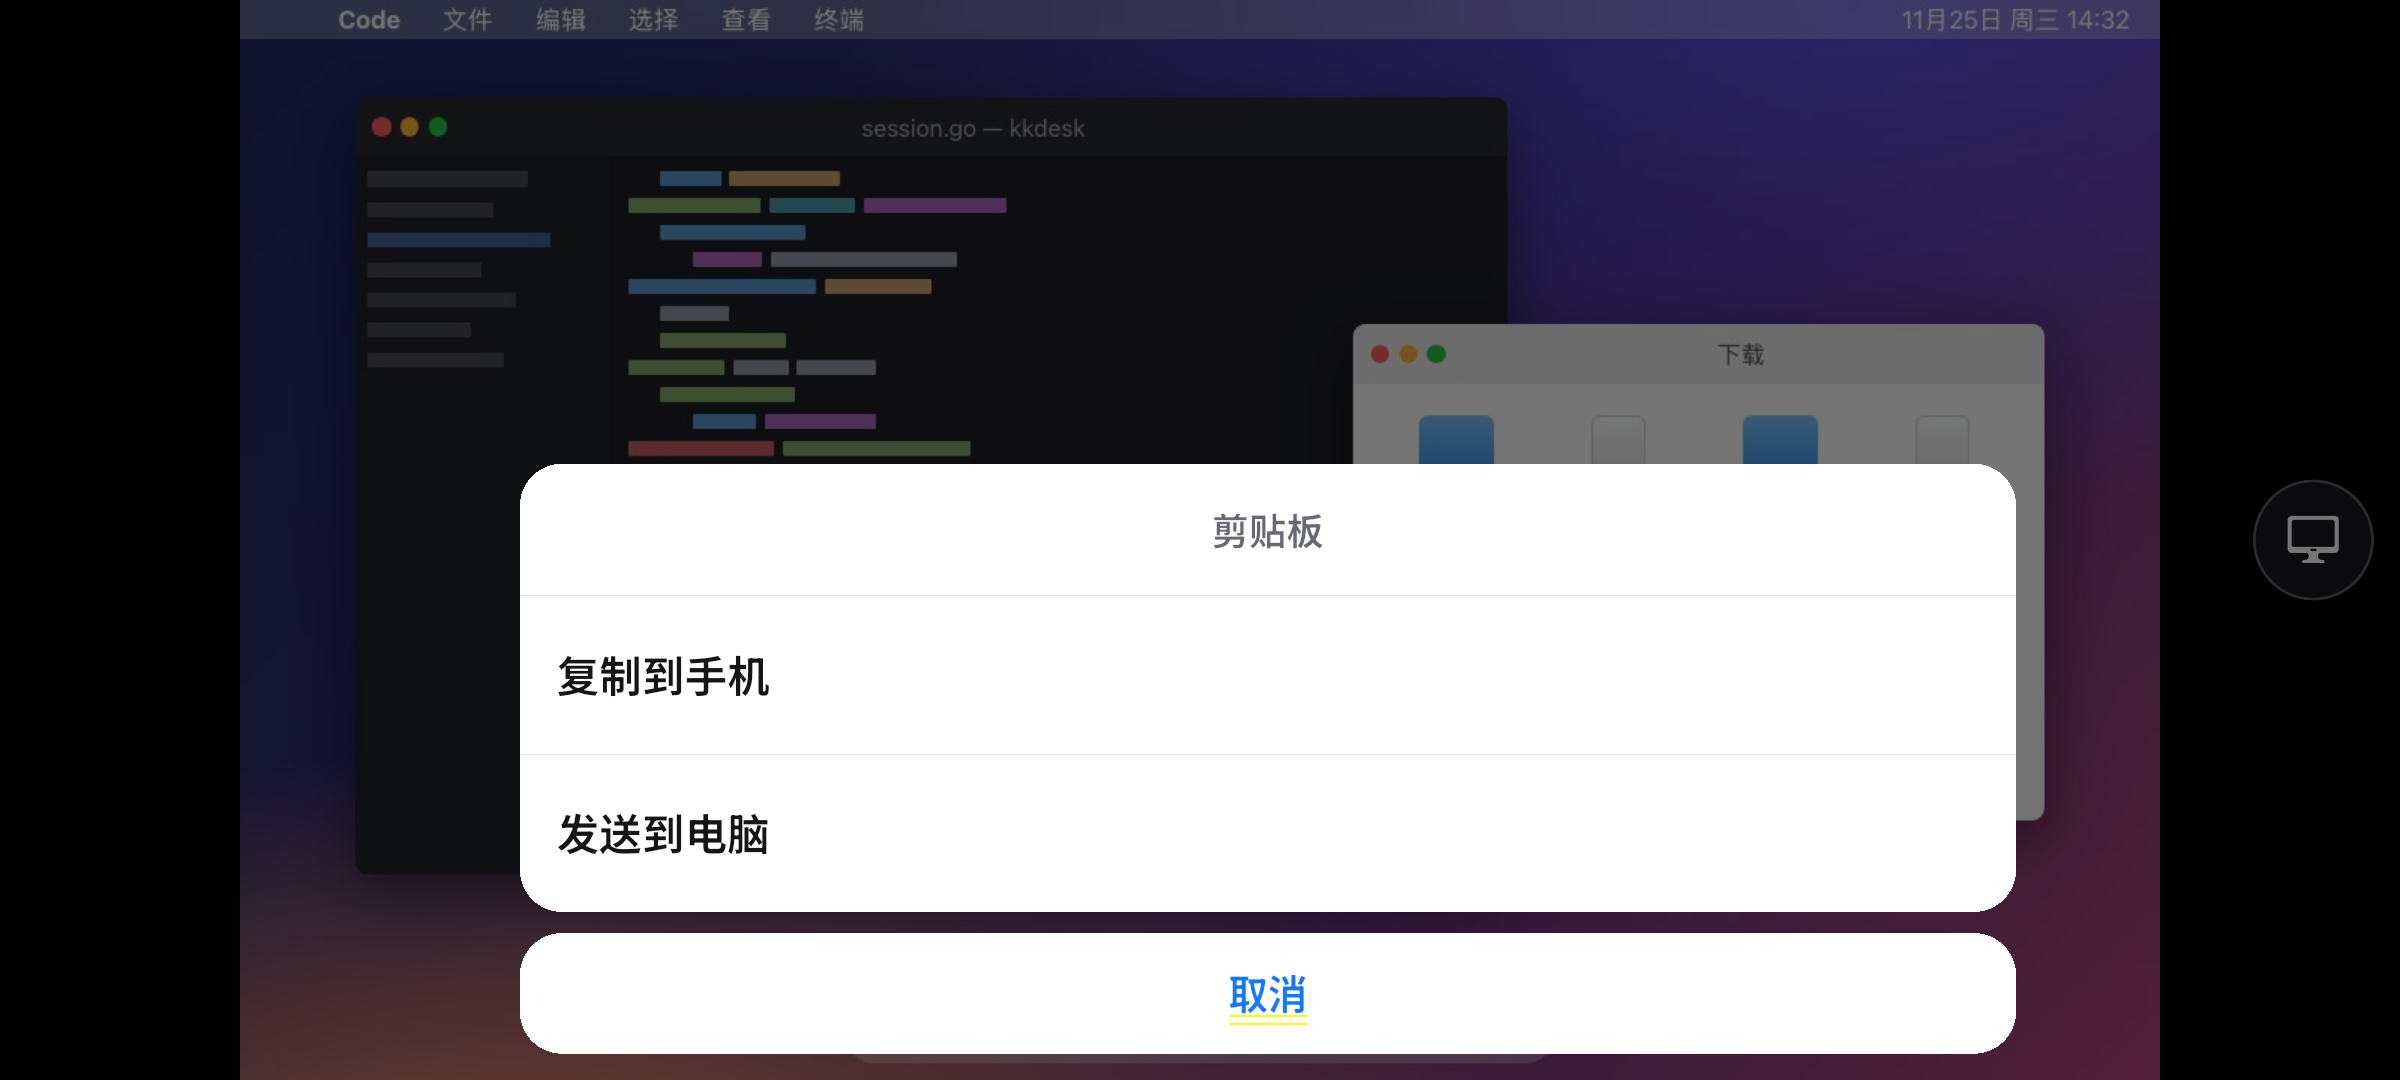 Code 文件 编辑 选择 查看 终端 11月25日 周三 14:32
session.go — kkdesk
下载
剪贴板
复制到手机
发送到电脑
取消